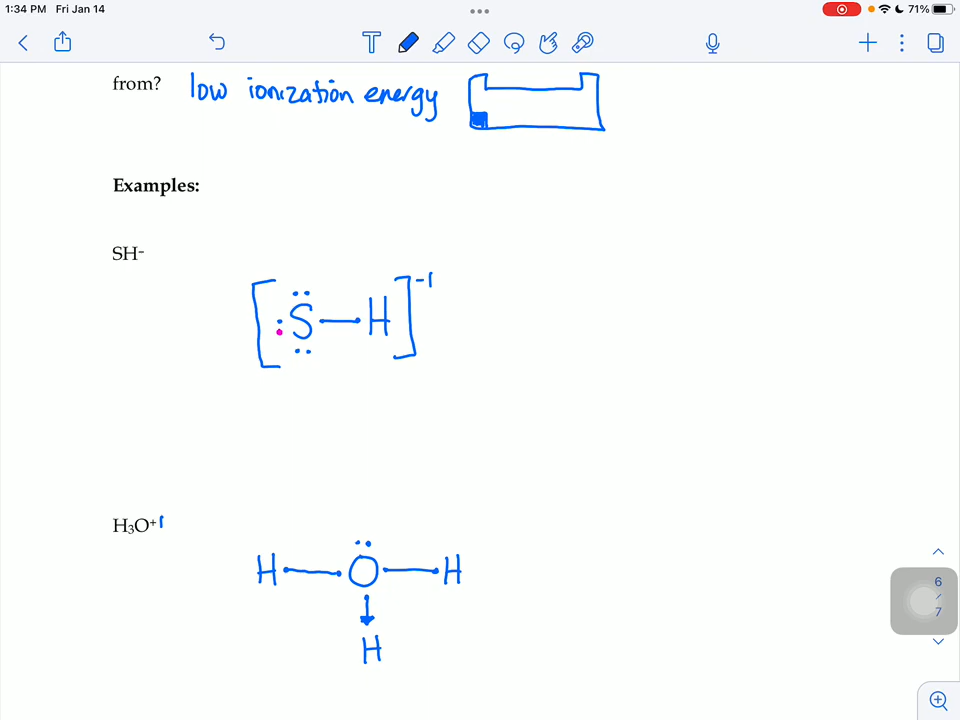 1:34 PM Fri Jan 14
71%
T
from? low ionization energy
Examples:
SH-
[:S—H]-1
H3O+1
H—O—H
H
6
/
7